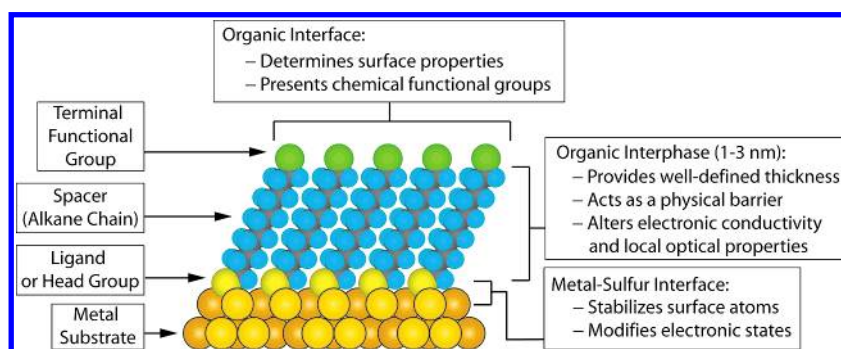 Organic Interface:
– Determines surface properties
– Presents chemical functional groups
Terminal
Functional
Group
Spacer
(Alkane Chain)
Ligand
or Head Group
Metal
Substrate
Organic Interphase (1-3 nm):
– Provides well-defined thickness
– Acts as a physical barrier
– Alters electronic conductivity
and local optical properties
Metal-Sulfur Interface:
– Stabilizes surface atoms
– Modifies electronic states